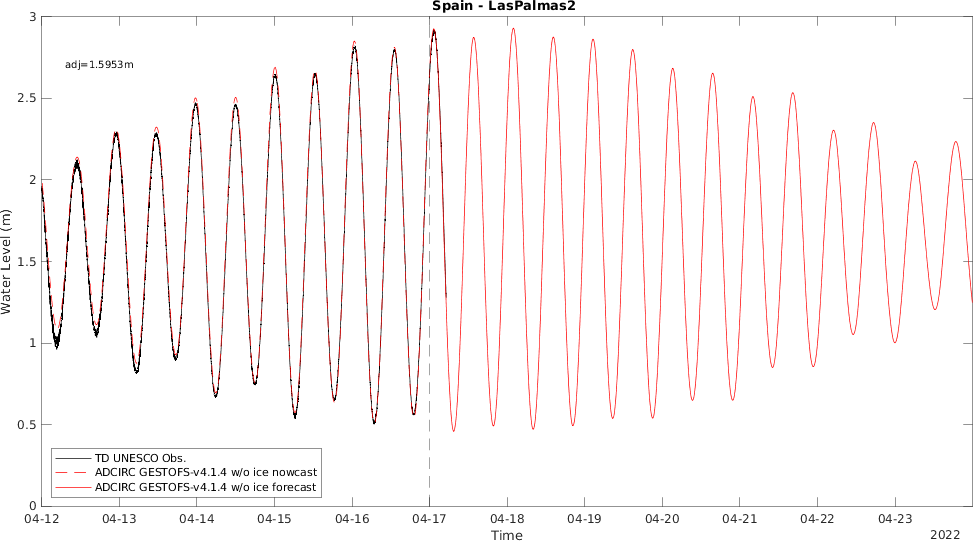 Spain - LasPalmas2
adj=1.5953m
Water Level (m)
3
2.5
2
1.5
1
0.5
0
TD UNESCO Obs.
ADCIRC GESTOFS-v4.1.4 w/o ice nowcast
ADCIRC GESTOFS-v4.1.4 w/o ice forecast
04-12 04-13 04-14 04-15 04-16 04-17 04-18 04-19 04-20 04-21 04-22 04-23
Time
2022